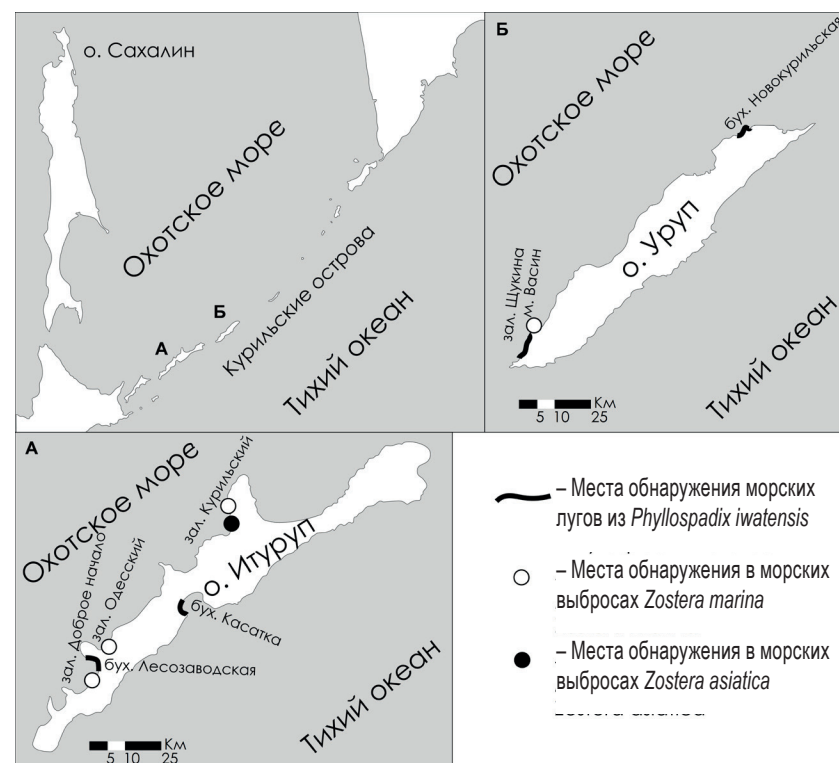 о. Сахалин
Охотское море
Б
А
Курильские острова
Тихий океан
Б
Охотское море
бух. Новокурильская
о. Уруп
зал. Щукина
м. Васин
Тихий океан
Км
5 10 25
А
Охотское море
зал. Курильский
о. Итуруп
зал. Доброе начало
зал. Одесский
бух. Касатка
бух. Лесозаводская
Тихий океан
Км
5 10 25
– Места обнаружения морских
лугов из Phyllospadix iwatensis
– Места обнаружения в морских
выбросах Zostera marina
– Места обнаружения в морских
выбросах Zostera asiatica